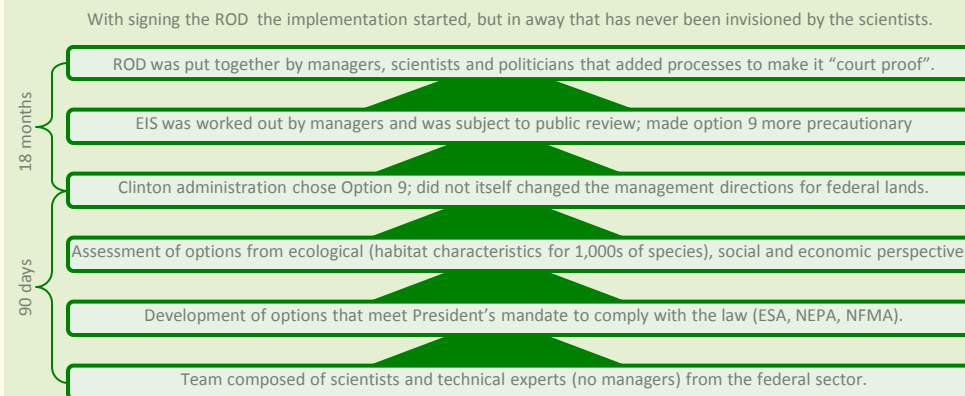 With signing the ROD the implementation started, but in away that has never been invisioned by the scientists.
ROD was put together by managers, scientists and politicians that added processes to make it “court proof”.
EIS was worked out by managers and was subject to public review; made option 9 more precautionary
Clinton administration chose Option 9; did not itself changed the management directions for federal lands.
Assessment of options from ecological (habitat characteristics for 1,000s of species), social and economic perspective
Development of options that meet President’s mandate to comply with the law (ESA, NEPA, NFMA).
Team composed of scientists and technical experts (no managers) from the federal sector.
18 months
90 days